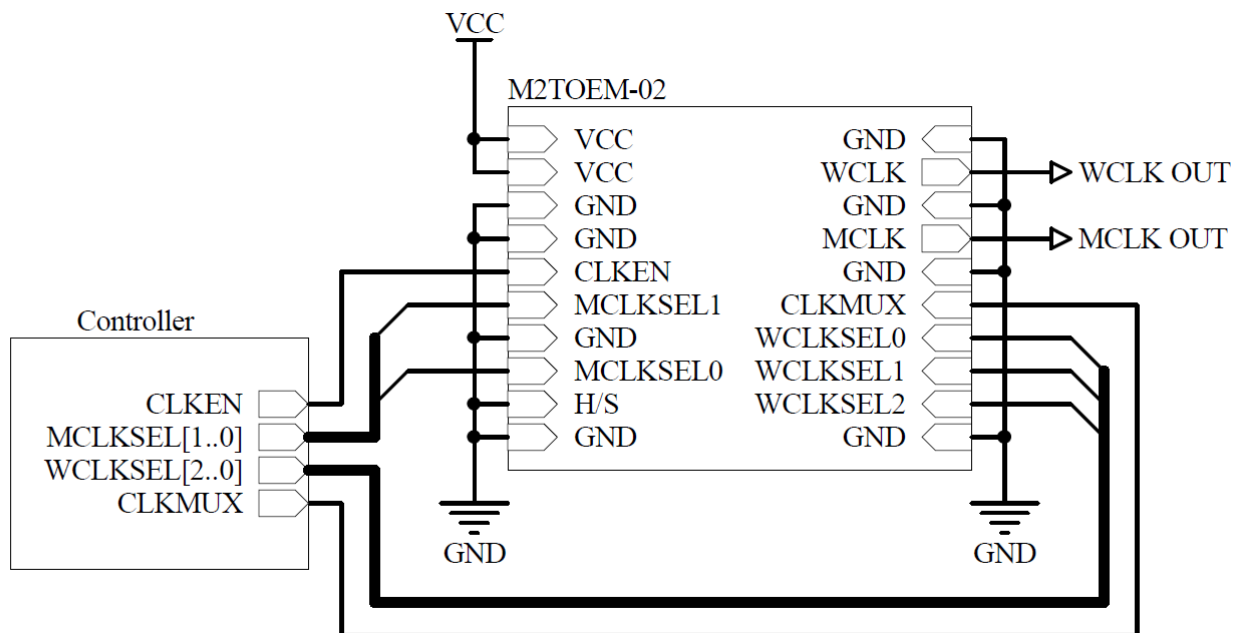 VCC
M2TOEM-02
VCC
VCC
GND
GND
CLKEN
MCLKSEL1
GND
MCLKSEL0
H/S
GND
GND
WCLK
GND
MCLK
GND
CLKMUX
WCLKSEL0
WCLKSEL1
WCLKSEL2
GND
WCLK OUT
MCLK OUT
Controller
CLKEN
MCLKSEL[1..0]
WCLKSEL[2..0]
CLKMUX
GND
GND